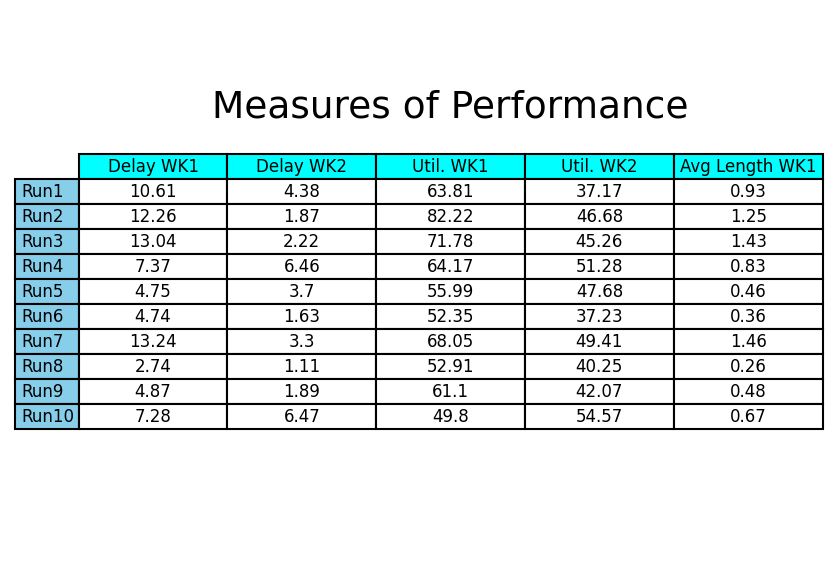 Measures of Performance
Delay WK1 Delay WK2 Util. WK1 Util. WK2 Avg Length WK1
Run1 10.61 4.38 63.81 37.17 0.93
Run2 12.26 1.87 82.22 46.68 1.25
Run3 13.04 2.22 71.78 45.26 1.43
Run4 7.37 6.46 64.17 51.28 0.83
Run5 4.75 3.7 55.99 47.68 0.46
Run6 4.74 1.63 52.35 37.23 0.36
Run7 13.24 3.3 68.05 49.41 1.46
Run8 2.74 1.11 52.91 40.25 0.26
Run9 4.87 1.89 61.1 42.07 0.48
Run10 7.28 6.47 49.8 54.57 0.67